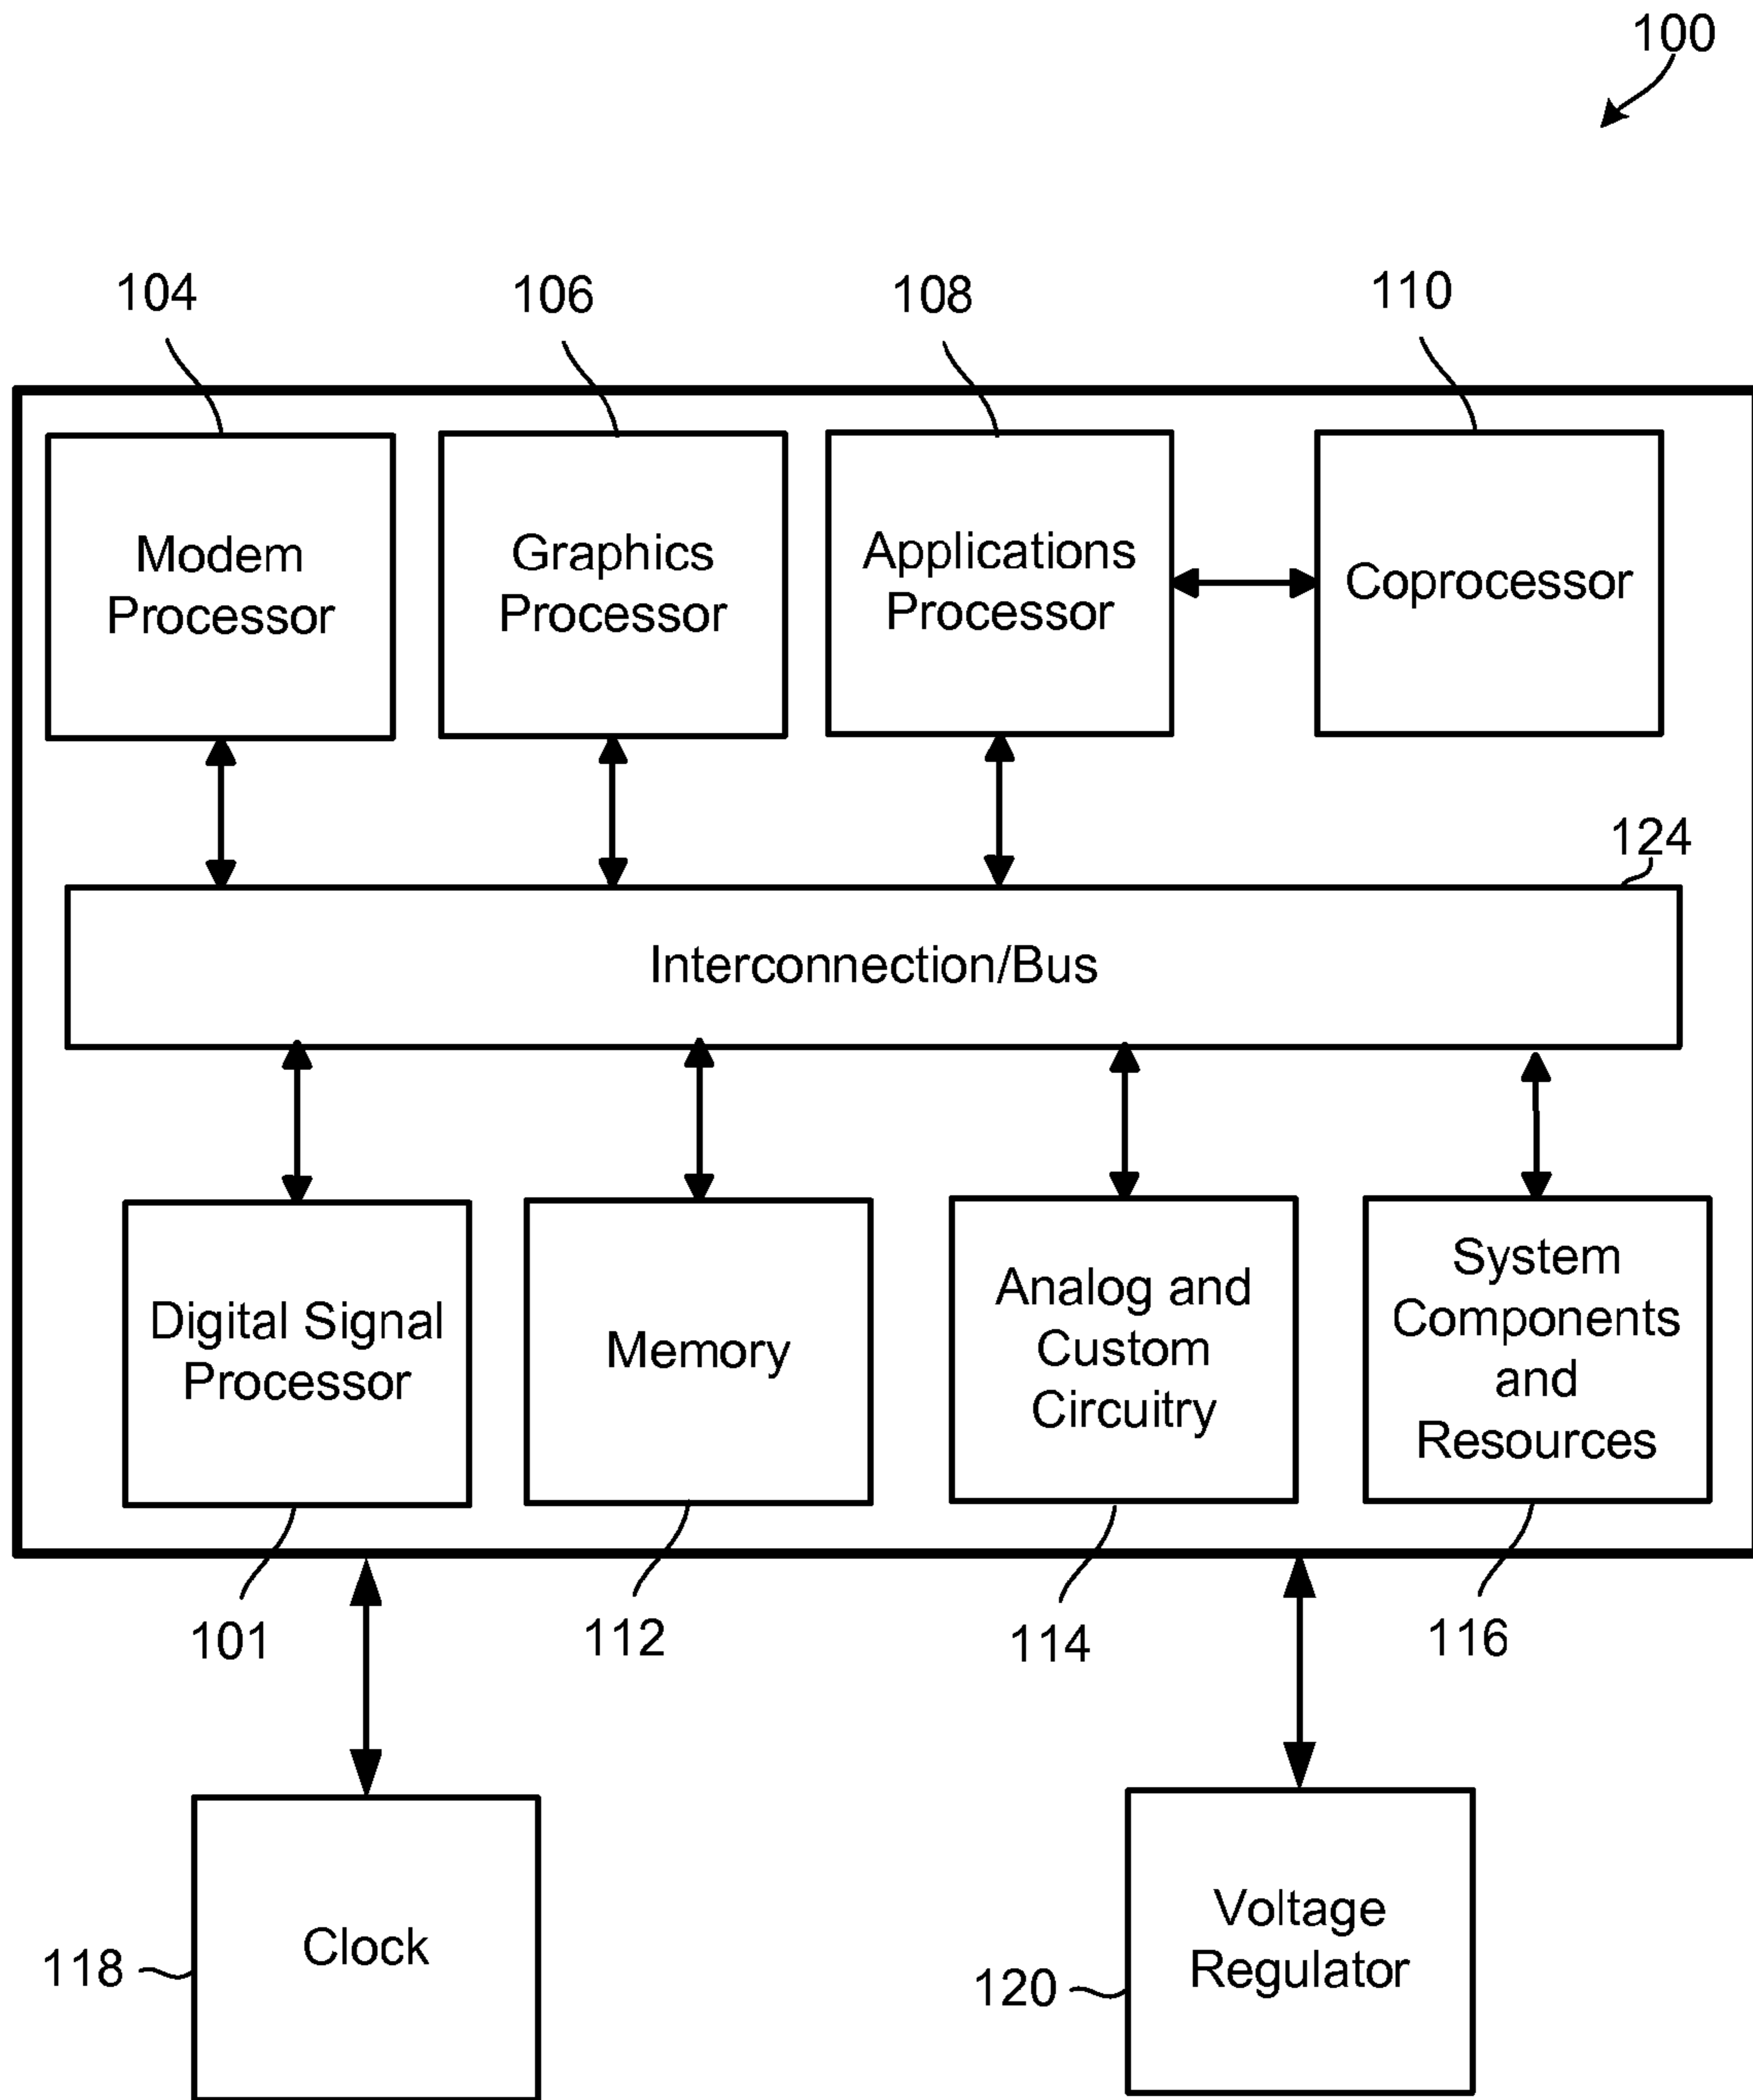 100
104
106
108
110
Modem
Processor
Graphics
Processor
Applications
Processor
Coprocessor
124
Interconnection/Bus
Digital Signal
Processor
Memory
Analog and
Custom
Circuitry
System
Components
and
Resources
101
112
114
116
118
Clock
120
Voltage
Regulator